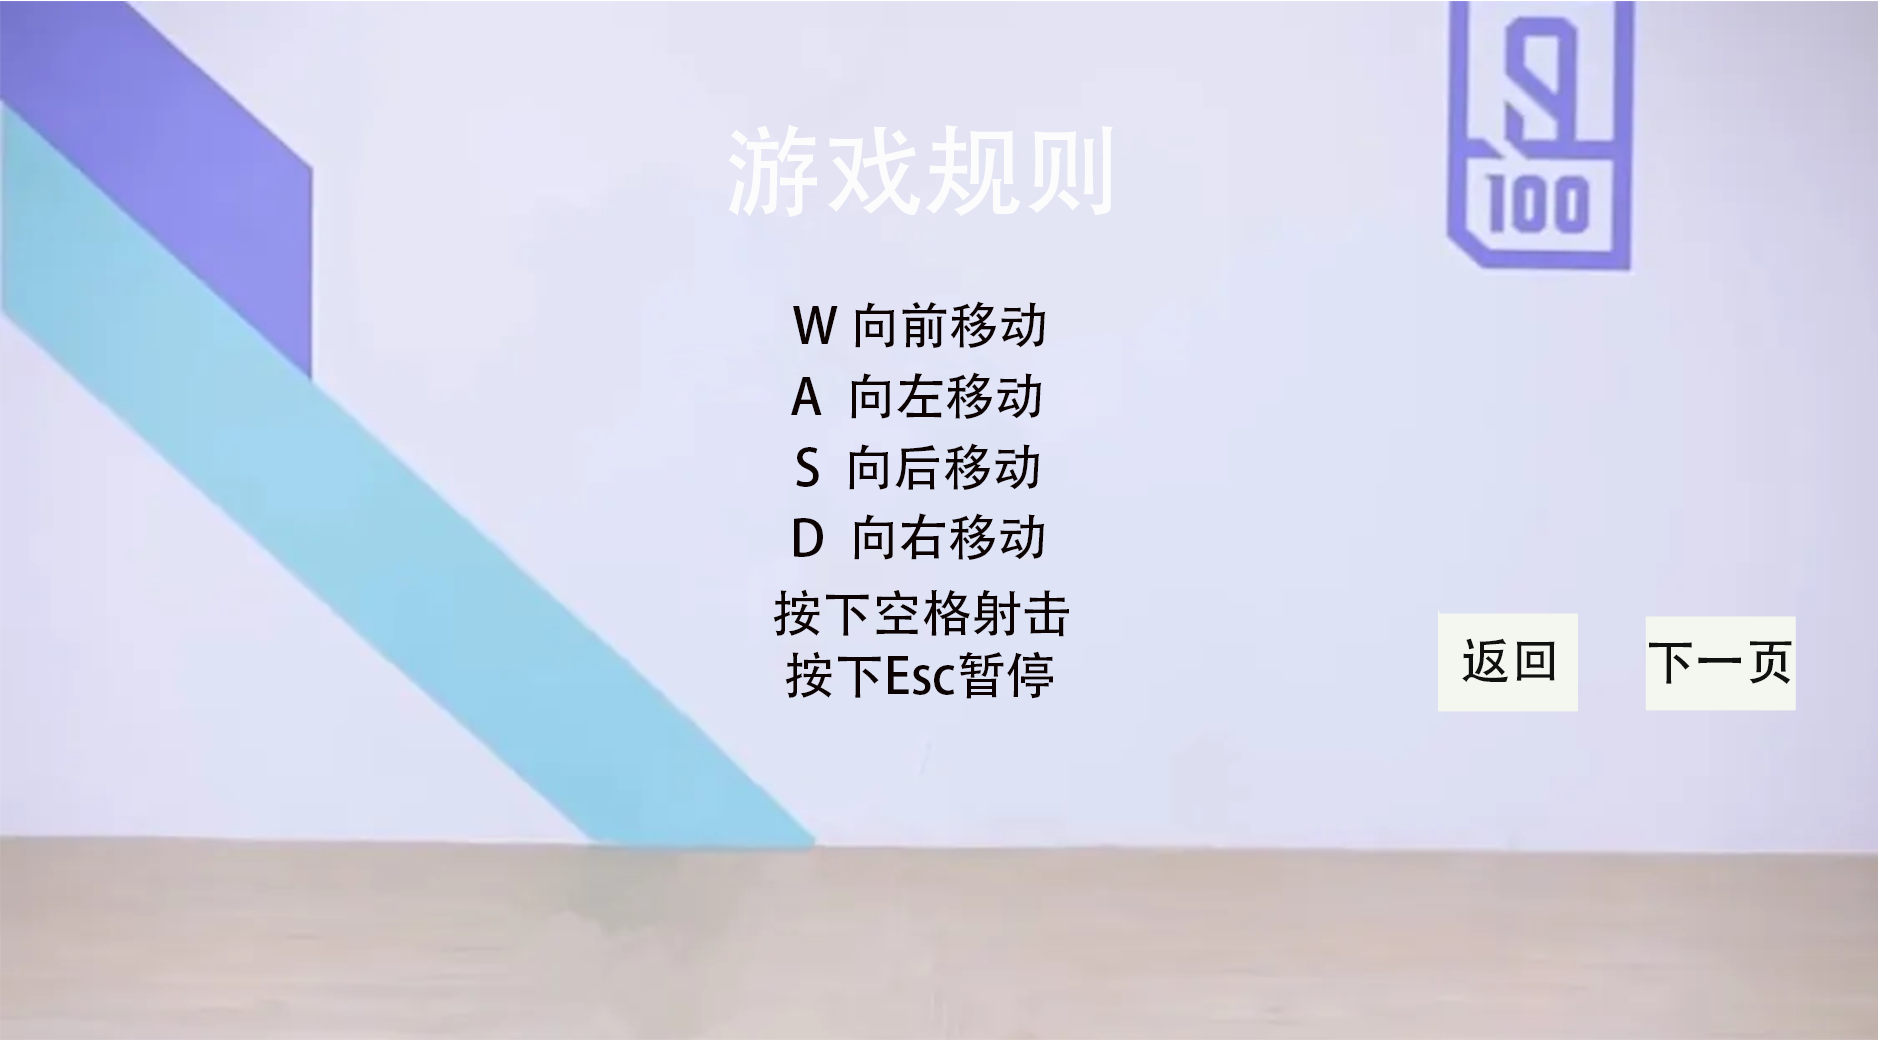 100
游戏规则
W 向前移动
A 向左移动
S 向后移动
D 向右移动
按下空格射击
按下Esc暂停
返回
下一页